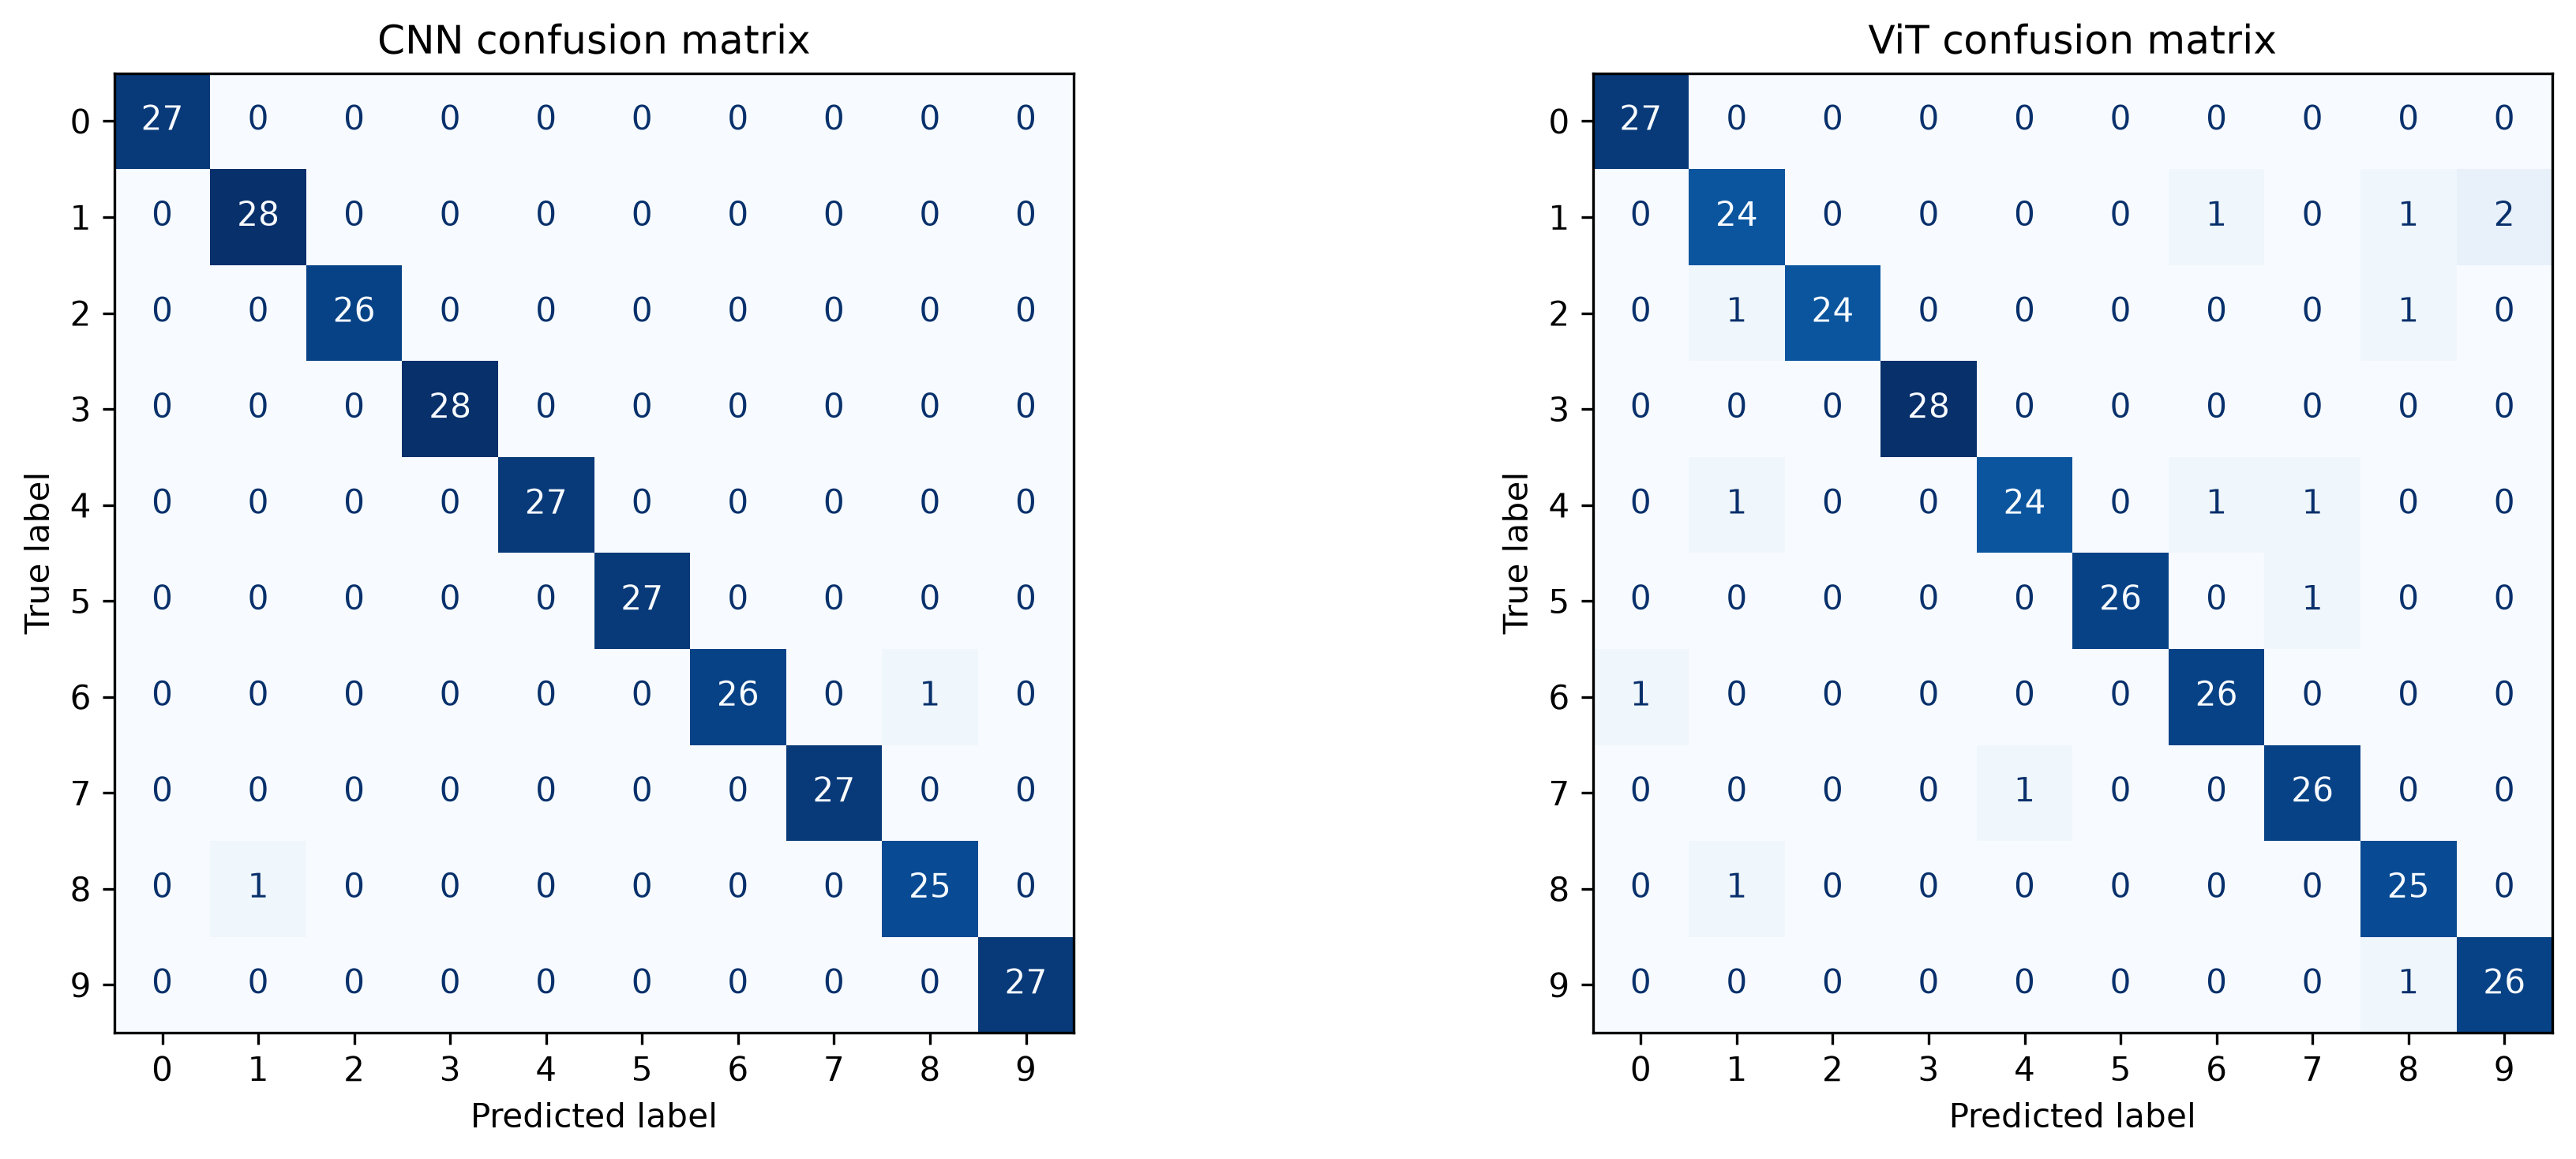 CNN confusion matrix
0 27 0 0 0 0 0 0 0 0 0
1 0 28 0 0 0 0 0 0 0 0
2 0 0 26 0 0 0 0 0 0 0
3 0 0 0 28 0 0 0 0 0 0
4 0 0 0 0 27 0 0 0 0 0
5 0 0 0 0 0 27 0 0 0 0
6 0 0 0 0 0 0 26 0 1 0
7 0 0 0 0 0 0 0 27 0 0
8 0 1 0 0 0 0 0 0 25 0
9 0 0 0 0 0 0 0 0 0 27
0 1 2 3 4 5 6 7 8 9
True label
Predicted label
ViT confusion matrix
0 27 0 0 0 0 0 0 0 0 0
1 0 24 0 0 0 0 1 0 1 2
2 0 1 24 0 0 0 0 0 1 0
3 0 0 0 28 0 0 0 0 0 0
4 0 1 0 0 24 0 1 1 0 0
5 0 0 0 0 0 26 0 1 0 0
6 1 0 0 0 0 0 26 0 0 0
7 0 0 0 0 1 0 0 26 0 0
8 0 1 0 0 0 0 0 0 25 0
9 0 0 0 0 0 0 0 0 1 26
0 1 2 3 4 5 6 7 8 9
True label
Predicted label